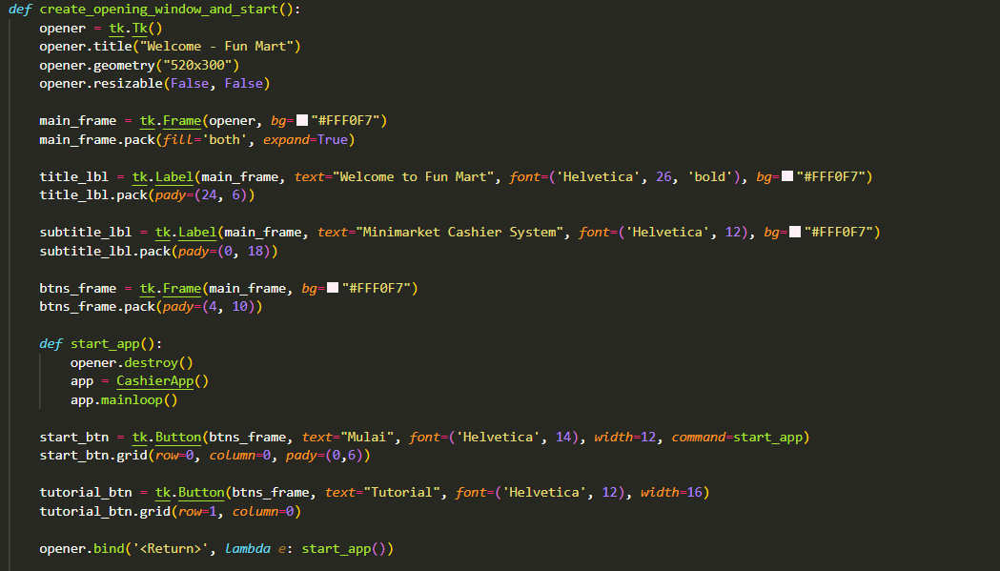 def create_opening_window_and_start():
    opener = tk.Tk()
    opener.title("Welcome - Fun Mart")
    opener.geometry("520x300")
    opener.resizable(False, False)

    main_frame = tk.Frame(opener, bg="#FFF0F7")
    main_frame.pack(fill='both', expand=True)

    title_lbl = tk.Label(main_frame, text="Welcome to Fun Mart", font=('Helvetica', 26, 'bold'), bg="#FFF0F7")
    title_lbl.pack(pady=(24, 6))

    subtitle_lbl = tk.Label(main_frame, text="Minimarket Cashier System", font=('Helvetica', 12), bg="#FFF0F7")
    subtitle_lbl.pack(pady=(0, 18))

    btns_frame = tk.Frame(main_frame, bg="#FFF0F7")
    btns_frame.pack(pady=(4, 10))

    def start_app():
        opener.destroy()
        app = CashierApp()
        app.mainloop()

    start_btn = tk.Button(btns_frame, text="Mulai", font=('Helvetica', 14), width=12, command=start_app)
    start_btn.grid(row=0, column=0, pady=(0,6))

    tutorial_btn = tk.Button(btns_frame, text="Tutorial", font=('Helvetica', 12), width=16)
    tutorial_btn.grid(row=1, column=0)

    opener.bind('<Return>', lambda e: start_app())